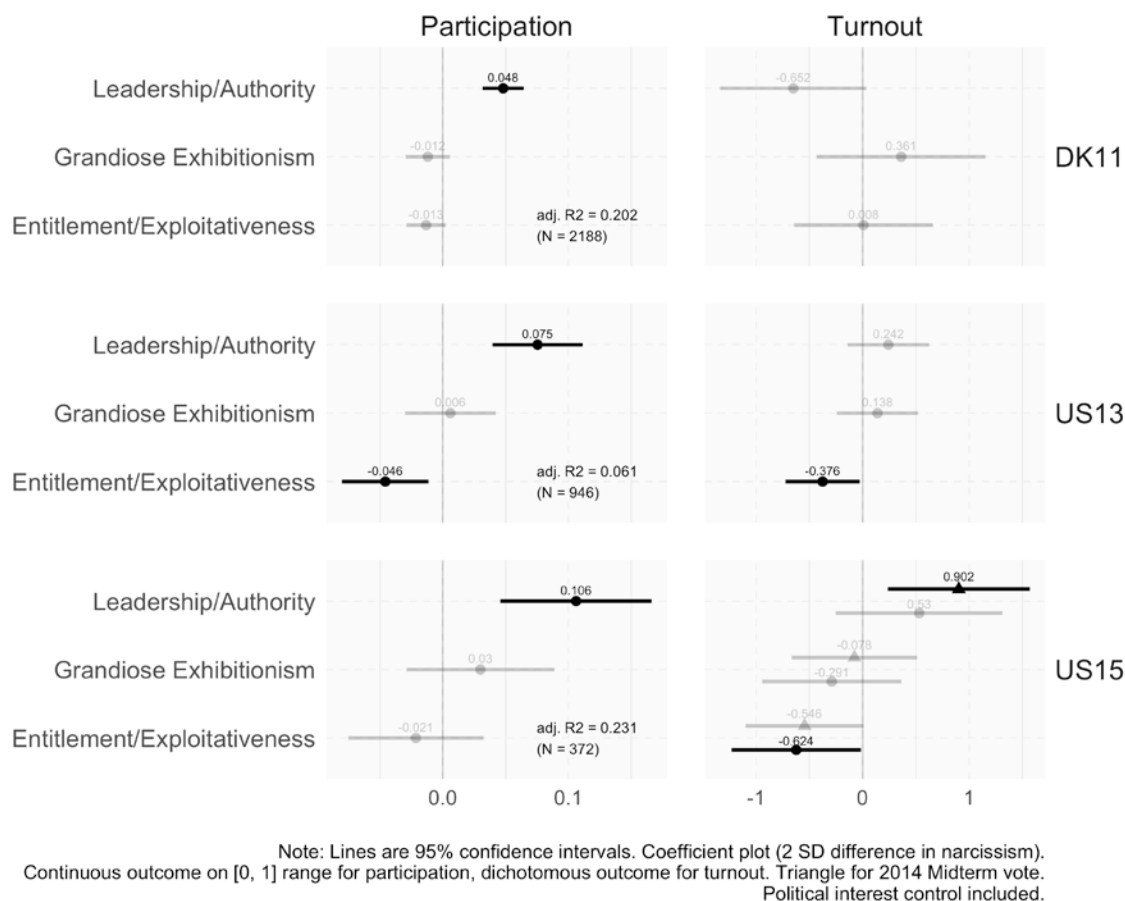 Participation
Turnout
Leadership/Authority
0.048
-0.652
Grandiose Exhibitionism
-0.012
0.361
DK11
Entitlement/Exploitativeness
-0.013
adj. R2 = 0.202
(N = 2188)
0.008
Leadership/Authority
0.075
0.242
Grandiose Exhibitionism
0.006
0.138
US13
Entitlement/Exploitativeness
-0.046
adj. R2 = 0.061
(N = 946)
-0.376
Leadership/Authority
0.106
0.902
0.53
Grandiose Exhibitionism
0.03
-0.078
-0.291
US15
Entitlement/Exploitativeness
-0.021
adj. R2 = 0.231
(N = 372)
-0.546
-0.624
0.0 0.1
-1 0 1
Note: Lines are 95% confidence intervals. Coefficient plot (2 SD difference in narcissism).
Continuous outcome on [0, 1] range for participation, dichotomous outcome for turnout. Triangle for 2014 Midterm vote.
Political interest control included.